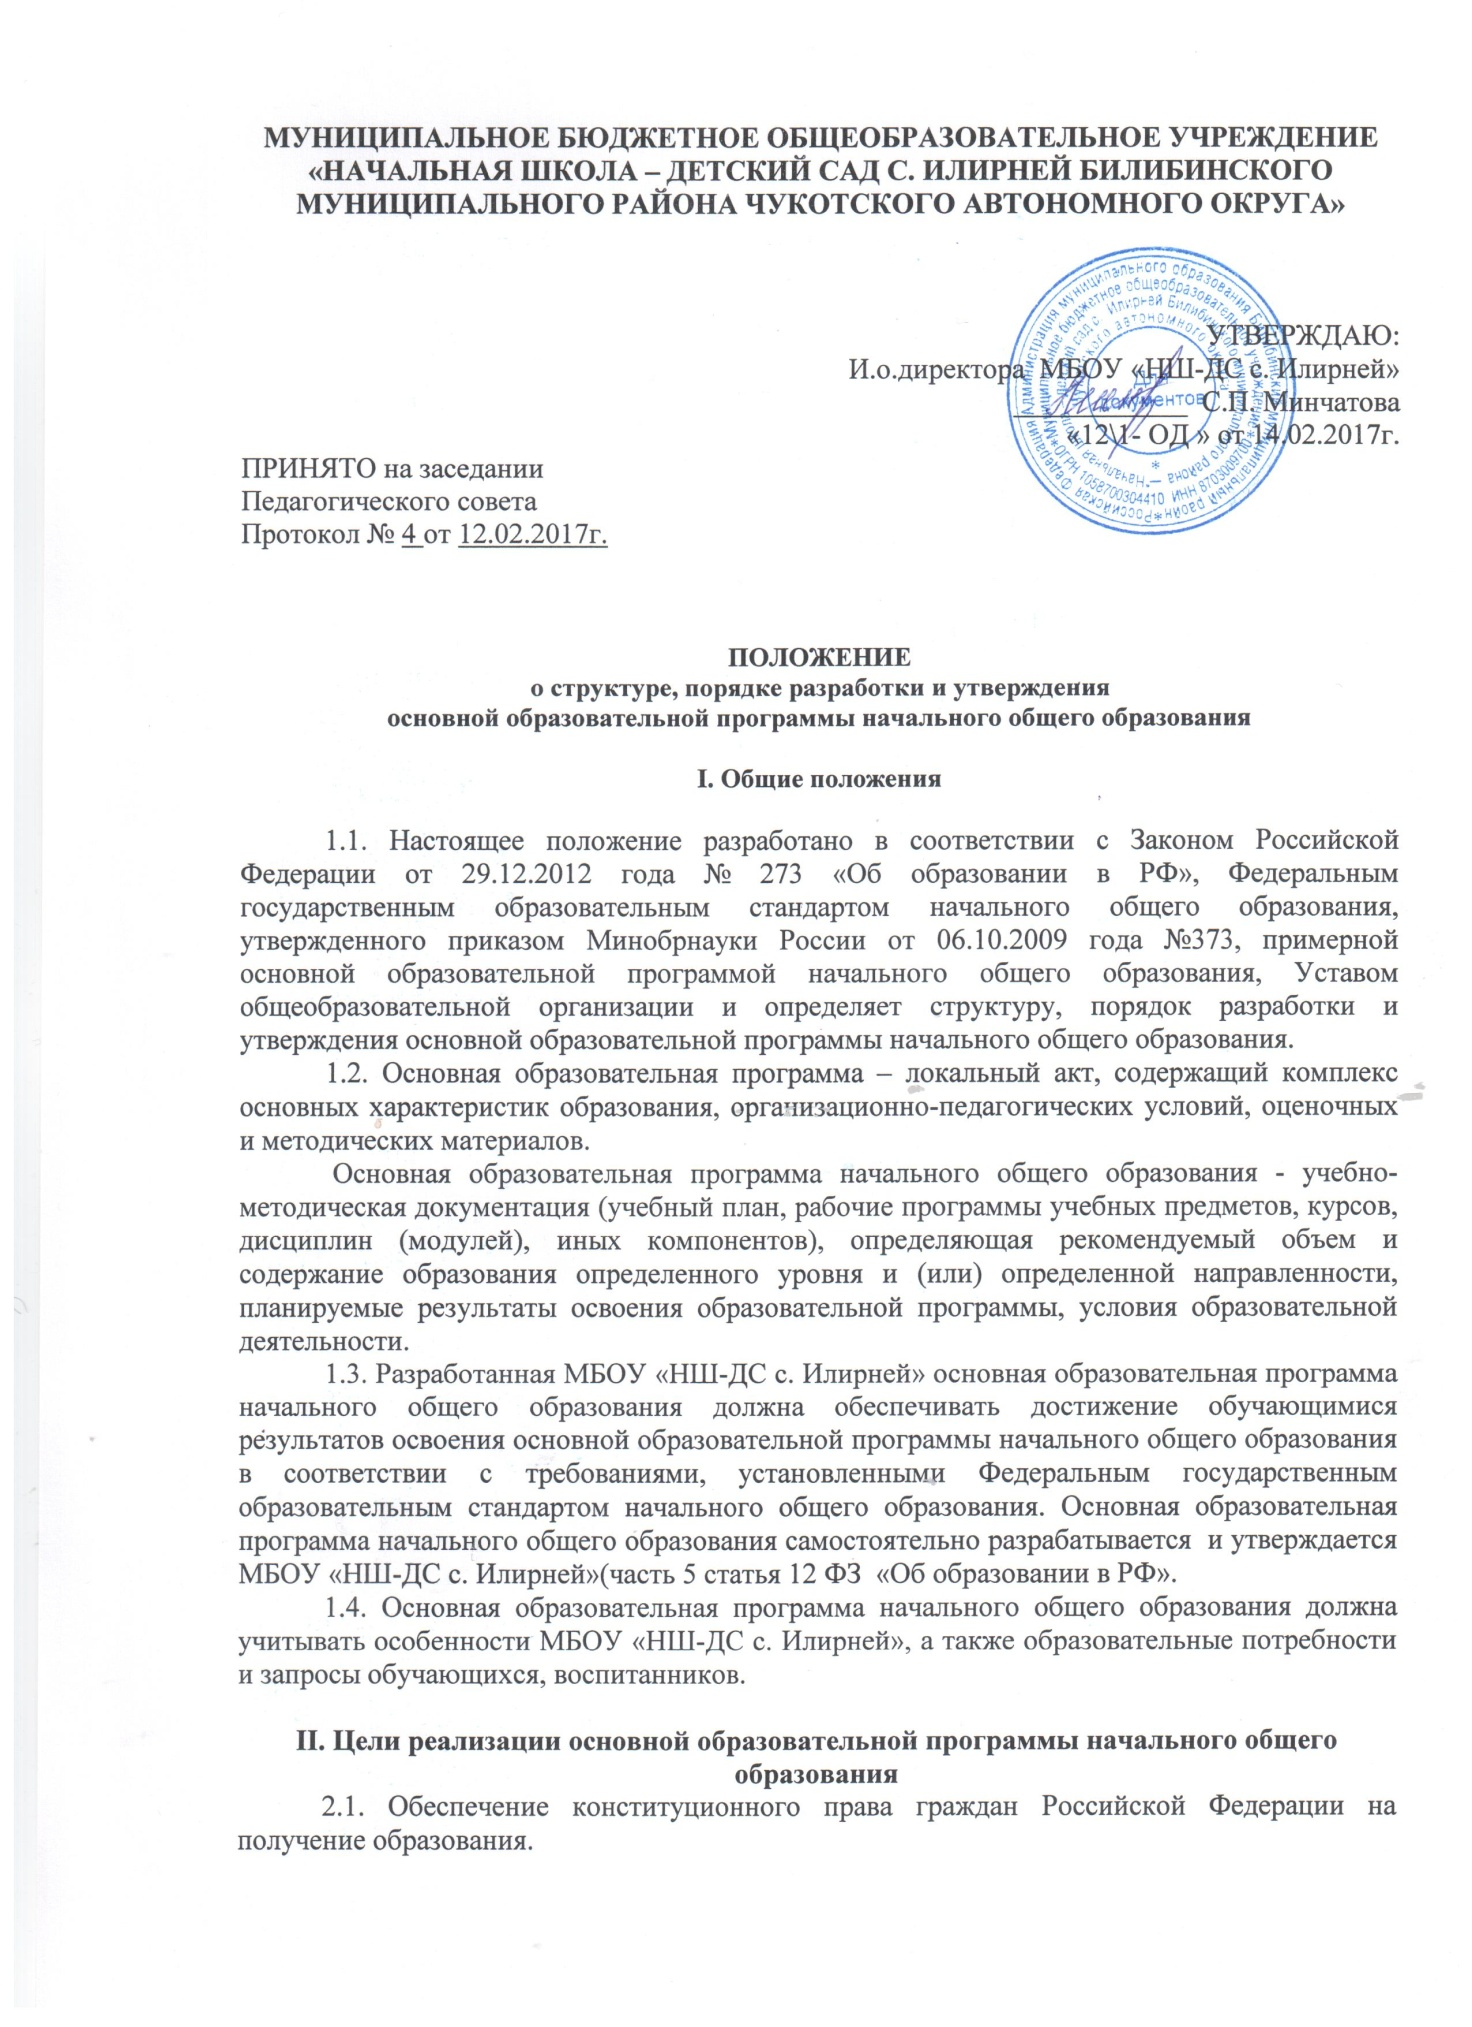 МУНИЦИПАЛЬНОЕ БЮДЖЕТНОЕ ОБЩЕОБРАЗОВАТЕЛЬНОЕ УЧРЕЖДЕНИЕ
«НАЧАЛЬНАЯ ШКОЛА – ДЕТСКИЙ САД С. ИЛИРНЕЙ БИЛИБИНСКОГО
МУНИЦИПАЛЬНОГО РАЙОНА ЧУКОТСКОГО АВТОНОМНОГО ОКРУГА»
УТВЕРЖДАЮ:
И.о.директора МБОУ «НШ-ДС с. Илирней»
____________ С.П. Минчатова
«12\1- ОД » от 14.02.2017г.
Для
документов
ОГРН 1058700304410 ИНН
ПРИНЯТО на заседании
Педагогического совета
Протокол № 4 от 12.02.2017г.
ПОЛОЖЕНИЕ
о структуре, порядке разработки и утверждения
основной образовательной программы начального общего образования
I. Общие положения
1.1. Настоящее положение разработано в соответствии с Законом Российской
Федерации от 29.12.2012 года № 273 «Об образовании в РФ», Федеральным
государственным образовательным стандартом начального общего образования,
утвержденного приказом Минобрнауки России от 06.10.2009 года №373, примерной
основной образовательной программой начального общего образования, Уставом
общеобразовательной организации и определяет структуру, порядок разработки и
утверждения основной образовательной программы начального общего образования.
1.2. Основная образовательная программа – локальный акт, содержащий комплекс
основных характеристик образования, организационно-педагогических условий, оценочных
и методических материалов.
Основная образовательная программа начального общего образования - учебно-
методическая документация (учебный план, рабочие программы учебных предметов, курсов,
дисциплин (модулей), иных компонентов), определяющая рекомендуемый объем и
содержание образования определенного уровня и (или) определенной направленности,
планируемые результаты освоения образовательной программы, условия образовательной
деятельности.
1.3. Разработанная МБОУ «НШ-ДС с. Илирней» основная образовательная программа
начального общего образования должна обеспечивать достижение обучающимися
результатов освоения основной образовательной программы начального общего образования
в соответствии с требованиями, установленными Федеральным государственным
образовательным стандартом начального общего образования. Основная образовательная
программа начального общего образования самостоятельно разрабатывается и утверждается
МБОУ «НШ-ДС с. Илирней»(часть 5 статья 12 ФЗ «Об образовании в РФ».
1.4. Основная образовательная программа начального общего образования должна
учитывать особенности МБОУ «НШ-ДС с. Илирней», а также образовательные потребности
и запросы обучающихся, воспитанников.
II. Цели реализации основной образовательной программы начального общего
образования
2.1. Обеспечение конституционного права граждан Российской Федерации на
получение образования.